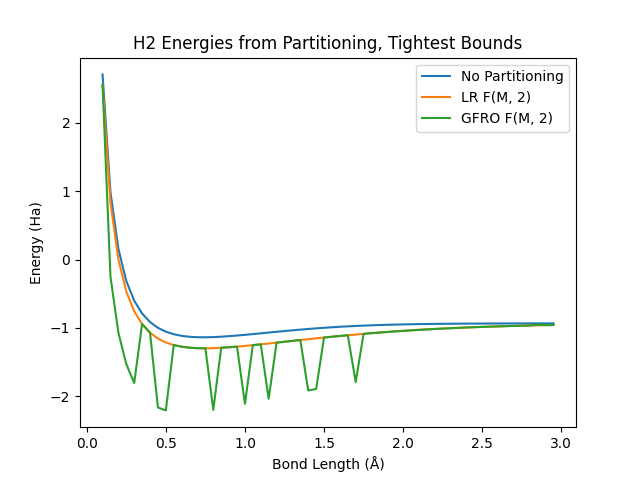 H2 Energies from Partitioning, Tightest Bounds
No Partitioning
LR F(M, 2)
GFRO F(M, 2)
Energy (Ha)
2
1
0
−1
−2
0.0 0.5 1.0 1.5 2.0 2.5 3.0
Bond Length (Å)